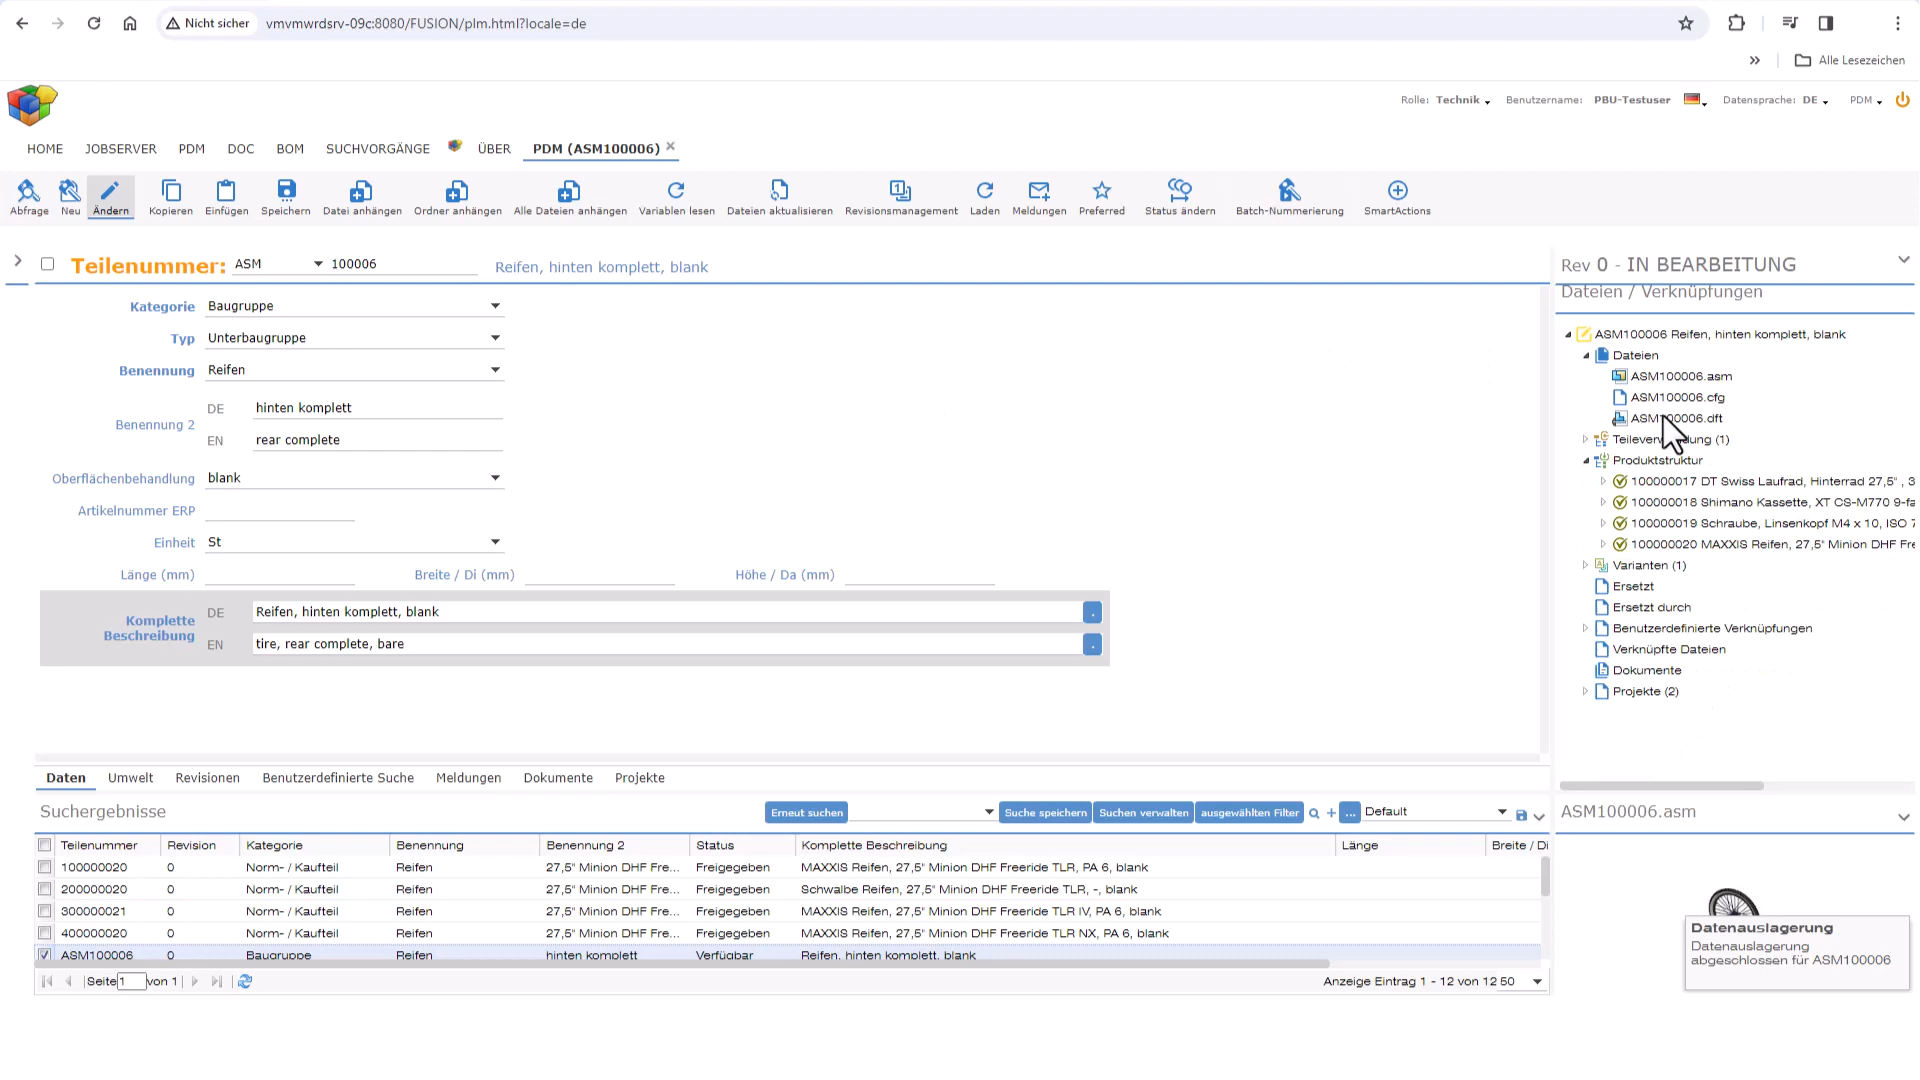 Nicht sicher vmvmwrdsrv-09c:8080/FUSION/plm.html?locale=de
» Alle Lesezeichen
Rolle: Technik Benutzername: PBU-Testuser Datensprache: DE PDM
HOME JOBSERVER PDM DOC BOM SUCHVORGÄNGE ÜBER PDM (ASM100006) ×
Abfrage Neu Ändern Kopieren Einfügen Speichern Datei anhängen Ordner anhängen Alle Dateien anhängen Variablen lesen Dateien aktualisieren Revisionsmanagement Laden Meldungen Preferred Status ändern Batch-Nummerierung SmartActions
Teilenummer: ASM 100006 Reifen, hinten komplett, blank
Kategorie Baugruppe
Typ Unterbaugruppe
Benennung Reifen
Benennung 2
DE hinten komplett
EN rear complete
Oberflächenbehandlung blank
Artikelnummer ERP
Einheit St
Länge (mm) Breite / Di (mm) Höhe / Da (mm)
Komplette Beschreibung
DE Reifen, hinten komplett, blank .
EN tire, rear complete, bare .
Rev 0 - IN BEARBEITUNG
Dateien / Verknüpfungen
ASM100006 Reifen, hinten komplett, blank
Dateien
ASM100006.asm
ASM100006.cfg
ASM100006.dft
(1)
Produktstruktur
100000017 DT Swiss Laufrad, Hinterrad 27,5" , 3
100000018 Shimano Kassette, XT CS-M770 9-fa
100000019 Schraube, Linsenkopf M4 x 10, ISO 7
100000020 MAXXIS Reifen, 27,5" Minion DHF Fre
Varianten (1)
Ersetzt
Ersetzt durch
Benutzerdefinierte Verknüpfungen
Verknüpfte Dateien
Dokumente
Projekte (2)
Daten Umwelt Revisionen Benutzerdefinierte Suche Meldungen Dokumente Projekte
Suchergebnisse Erneut suchen Suche speichern Suchen verwalten ausgewählten Filter + ... Default
Teilenummer Revision Kategorie Benennung Benennung 2 Status Komplette Beschreibung Länge Breite / Di
100000020 0 Norm- / Kaufteil Reifen 27,5" Minion DHF Fre... Freigegeben MAXXIS Reifen, 27,5" Minion DHF Freeride TLR, PA 6, blank
200000020 0 Norm- / Kaufteil Reifen 27,5" Minion DHF Fre... Freigegeben Schwalbe Reifen, 27,5" Minion DHF Freeride TLR, -, blank
300000021 0 Norm- / Kaufteil Reifen 27,5" Minion DHF Fre... Freigegeben MAXXIS Reifen, 27,5" Minion DHF Freeride TLR IV, PA 6, blank
400000020 0 Norm- / Kaufteil Reifen 27,5" Minion DHF Fre... Freigegeben MAXXIS Reifen, 27,5" Minion DHF Freeride TLR NX, PA 6, blank
ASM100006 0 Baugruppe Reifen hinten komplett Verfügbar Reifen, hinten komplett, blank
Seite 1 von 1 Anzeige Eintrag 1 - 12 von 12 50
ASM100006.asm
Datenauslagerung
Datenauslagerung
abgeschlossen für ASM100006